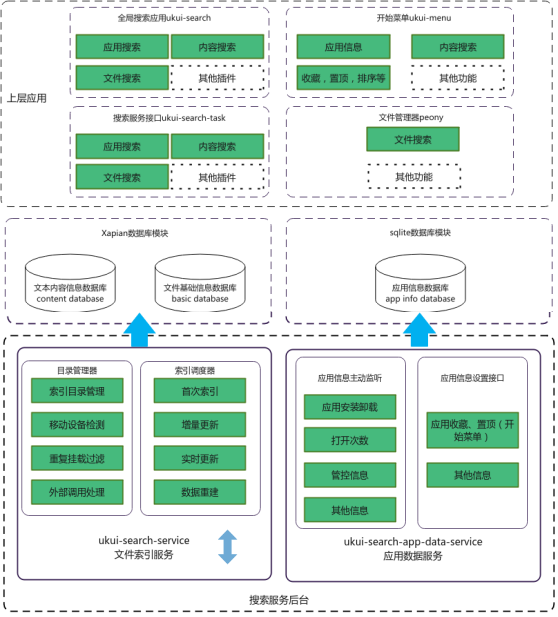 上层应用
全局搜索应用ukui-search
应用搜索
内容搜索
文件搜索
其他插件
开始菜单ukui-menu
应用信息
内容搜索
收藏，置顶，排序等
其他功能
搜索服务接口ukui-search-task
应用搜索
内容搜索
文件搜索
其他插件
文件管理器peony
文件搜索
其他功能
Xapian数据库模块
文本内容信息数据库
content database
文件基础信息数据库
basic database
sqlite数据库模块
应用信息数据库
app info database
目录管理器
索引目录管理
移动设备检测
重复挂载过滤
外部调用处理
索引调度器
首次索引
增量更新
实时更新
数据重建
ukui-search-service
文件索引服务
应用信息主动监听
应用安装卸载
打开次数
管控信息
其他信息
应用信息设置接口
应用收藏、置顶（开
始菜单）
其他信息
ukui-search-app-data-service
应用数据服务
搜索服务后台